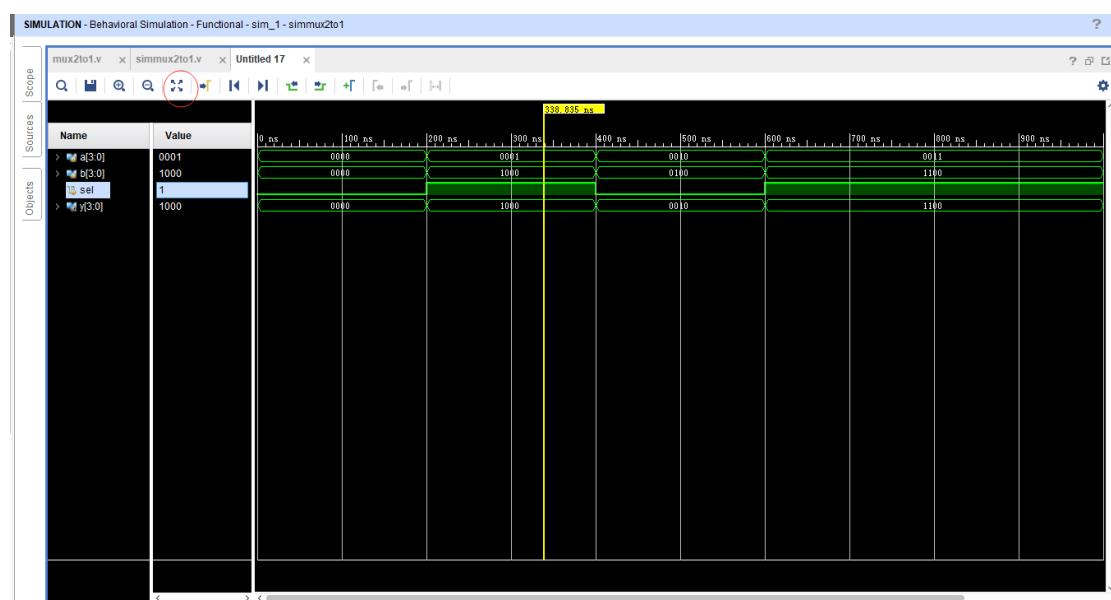 SIMULATION - Behavioral Simulation - Functional - sim_1 - simmux2to1 ?
mux2to1.v × simmux2to1.v × Untitled 17 × ?
Scope
Sources
Objects
338.835 ns
Name Value 0 ns 100 ns 200 ns 300 ns 400 ns 500 ns 600 ns 700 ns 800 ns 900 ns
a[3:0] 0001 0000 0001 0010 0011
b[3:0] 1000 0000 1000 0100 1100
sel 1
y[3:0] 1000 0000 1000 0010 1100